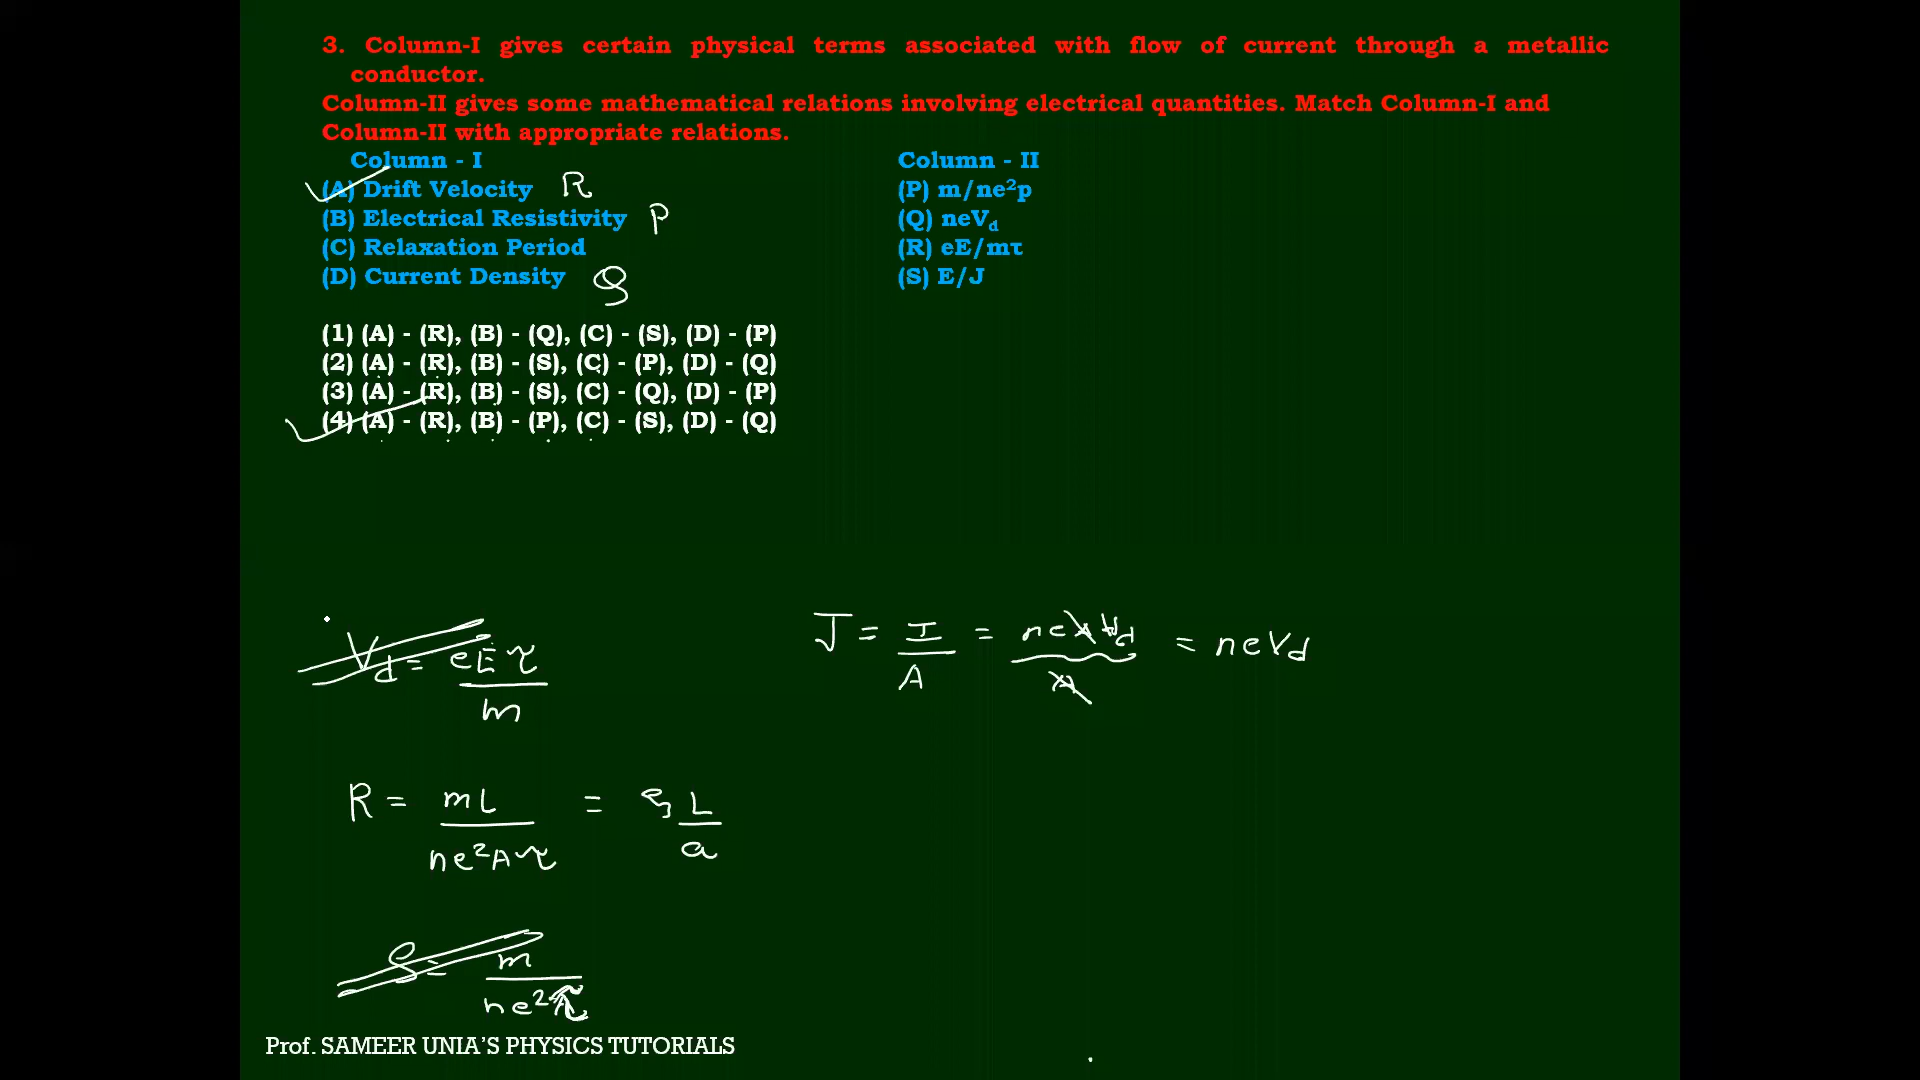 3. Column-I gives certain physical terms associated with flow of current through a metallic
conductor.
Column-II gives some mathematical relations involving electrical quantities. Match Column-I and
Column-II with appropriate relations.
Column - I
Column - II
(A) Drift Velocity R
(P) m/ne²p
(B) Electrical Resistivity P
(Q) neV_d
(C) Relaxation Period
(R) eE/mτ
(D) Current Density Q
(S) E/J
(1) (A) - (R), (B) - (Q), (C) - (S), (D) - (P)
(2) (A) - (R), (B) - (S), (C) - (P), (D) - (Q)
(3) (A) - (R), (B) - (S), (C) - (Q), (D) - (P)
(4) (A) - (R), (B) - (P), (C) - (S), (D) - (Q)
V_d = eEτ/m
J = I/A = neAV_d/A = neV_d
R = mL/ne²Aτ = ρL/a
ρ = m/ne²τ
Prof. SAMEER UNIA'S PHYSICS TUTORIALS